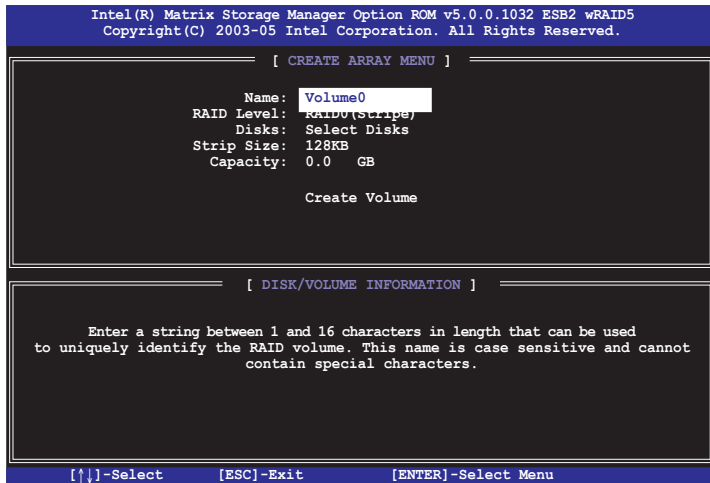 Intel(R) Matrix Storage Manager Option ROM v5.0.0.1032 ESB2 wRAID5
Copyright(C) 2003-05 Intel Corporation. All Rights Reserved.
[ CREATE ARRAY MENU ]
Name: Volume0
RAID Level: RAID0(Stripe)
Disks: Select Disks
Strip Size: 128KB
Capacity: 0.0 GB
Create Volume
[ DISK/VOLUME INFORMATION ]
Enter a string between 1 and 16 characters in length that can be used
to uniquely identify the RAID volume. This name is case sensitive and cannot
contain special characters.
[↑↓]-Select [ESC]-Exit [ENTER]-Select Menu